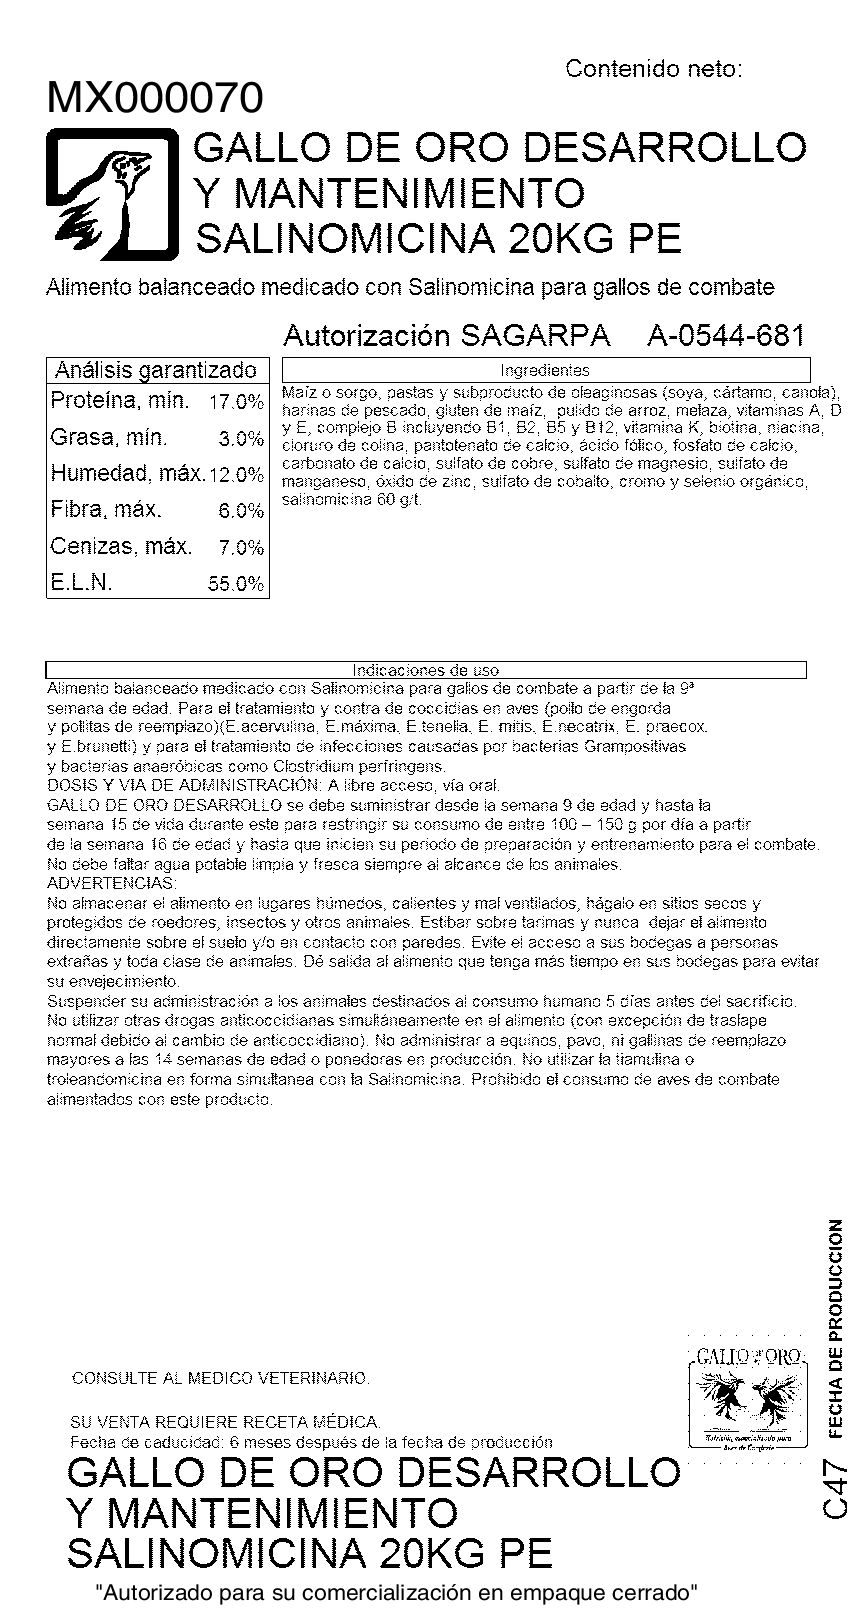 Contenido neto:
MX000070
GALLO DE ORO DESARROLLO
Y MANTENIMIENTO
SALINOMICINA 20KG PE
Alimento balanceado medicado con Salinomicina para gallos de combate
Autorización SAGARPA A-0544-681
Análisis garantizado
Proteína, mín. 17.0%
Grasa, mín. 3.0%
Humedad, máx. 12.0%
Fibra, máx. 6.0%
Cenizas, máx. 7.0%
E.L.N. 55.0%
Ingredientes
Maíz o sorgo, pastas y subproducto de oleaginosas (soya, cártamo, canola),
harinas de pescado, gluten de maíz, pulido de arroz, melaza, vitaminas A, D
y E, complejo B incluyendo B1, B2, B5 y B12, vitamina K, biotina, niacina,
cloruro de colina, pantotenato de calcio, ácido fólico, fosfato de calcio,
carbonato de calcio, sulfato de cobre, sulfato de magnesio, sulfato de
manganeso, óxido de zinc, sulfato de cobalto, cromo y selenio orgánico,
salinomicina 60 g/t.
Indicaciones de uso
Alimento balanceado medicado con Salinomicina para gallos de combate a partir de la 9ª
semana de edad. Para el tratamiento y contra de coccidias en aves (pollo de engorda
y pollitas de reemplazo)(E.acervulina, E.máxima, E.tenella, E. mitis, E.necatrix, E. praecox.
y E.brunetti) y para el tratamiento de infecciones causadas por bacterias Grampositivas
y bacterias anaeróbicas como Clostridium perfringens.
DOSIS Y VIA DE ADMINISTRACIÓN: A libre acceso, vía oral.
GALLO DE ORO DESARROLLO se debe suministrar desde la semana 9 de edad y hasta la
semana 15 de vida durante este para restringir su consumo de entre 100 – 150 g por día a partir
de la semana 16 de edad y hasta que inicien su periodo de preparación y entrenamiento para el combate.
No debe faltar agua potable limpia y fresca siempre al alcance de los animales.
ADVERTENCIAS:
No almacenar el alimento en lugares húmedos, calientes y mal ventilados, hágalo en sitios secos y
protegidos de roedores, insectos y otros animales. Estibar sobre tarimas y nunca dejar el alimento
directamente sobre el suelo y/o en contacto con paredes. Evite el acceso a sus bodegas a personas
extrañas y toda clase de animales. Dé salida al alimento que tenga más tiempo en sus bodegas para evitar
su envejecimiento.
Suspender su administración a los animales destinados al consumo humano 5 días antes del sacrificio.
No utilizar otras drogas anticoccidianas simultáneamente en el alimento (con excepción de traslape
normal debido al cambio de anticoccidiano). No administrar a equinos, pavo, ni gallinas de reemplazo
mayores a las 14 semanas de edad o ponedoras en producción. No utilizar la tiamulina o
troleandomicina en forma simultanea con la Salinomicina. Prohibido el consumo de aves de combate
alimentados con este producto.
FECHA DE PRODUCCION
C47
GALLO DE ORO
Nutrición especializada para
Aves de Combate
CONSULTE AL MEDICO VETERINARIO.
SU VENTA REQUIERE RECETA MÉDICA.
Fecha de caducidad: 6 meses después de la fecha de producción
GALLO DE ORO DESARROLLO
Y MANTENIMIENTO
SALINOMICINA 20KG PE
"Autorizado para su comercialización en empaque cerrado"